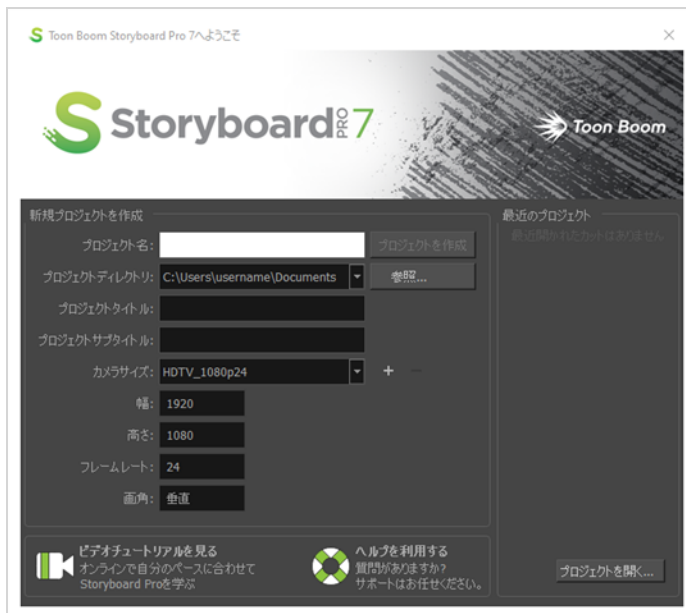 Toon Boom Storyboard Pro 7へようこそ
Storyboard PRO 7
Toon Boom
新規プロジェクトを作成
プロジェクト名:
プロジェクトを作成
プロジェクトディレクトリ: C:\Users\username\Documents
参照...
プロジェクトタイトル:
プロジェクトサブタイトル:
カメラサイズ: HDTV_1080p24
幅: 1920
高さ: 1080
フレームレート: 24
画角: 垂直
最近のプロジェクト
最近開かれたカットはありません
ビデオチュートリアルを見る
オンラインで自分のペースに合わせて
Storyboard Proを学ぶ
ヘルプを利用する
質問がありますか?
サポートはお任せください。
プロジェクトを開く...